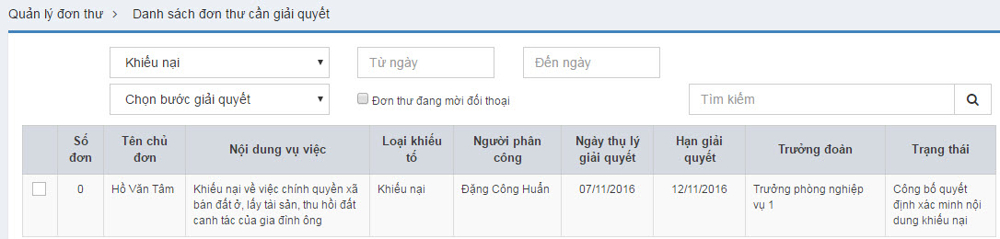 Quản lý đơn thư > Danh sách đơn thư cần giải quyết
Khiếu nại
Từ ngày
Đến ngày
Chọn bước giải quyết
Đơn thư đang mời đối thoại
Tìm kiếm
Số đơn
Tên chủ đơn
Nội dung vụ việc
Loại khiếu tố
Người phân công
Ngày thụ lý giải quyết
Hạn giải quyết
Trưởng đoàn
Trạng thái
0
Hồ Văn Tâm
Khiếu nại về việc chính quyền xã
bán đất ở, lấy tài sản, thu hồi đất
canh tác của gia đình ông
Khiếu nại
Đặng Công Huẩn
07/11/2016
12/11/2016
Trưởng phòng nghiệp
vụ 1
Công bố quyết
định xác minh nội
dung khiếu nại